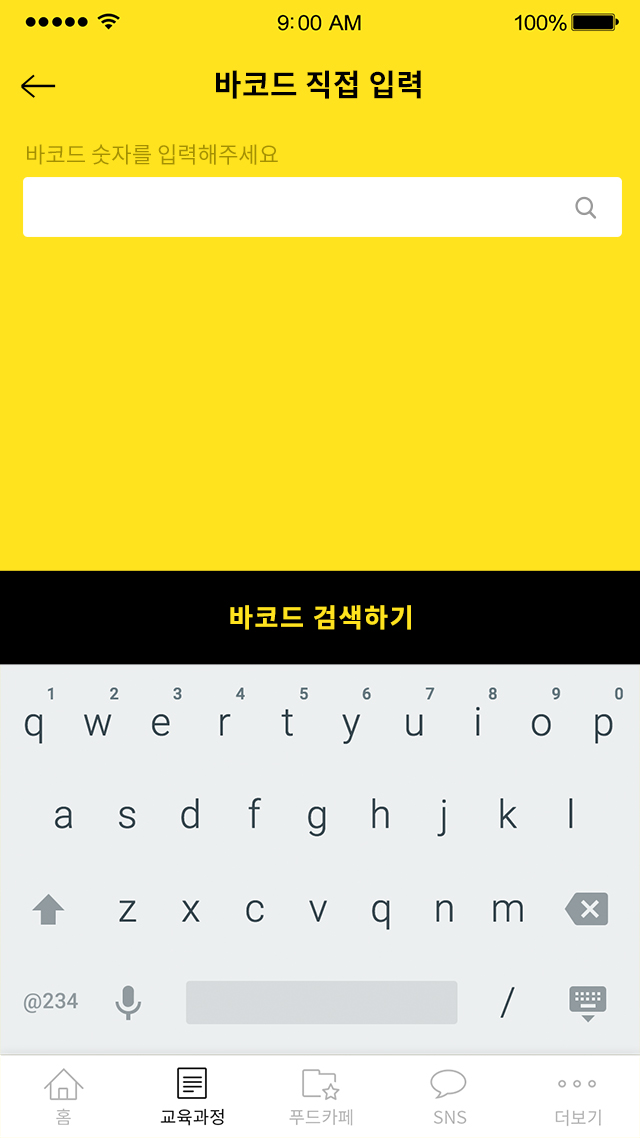 9:00 AM 100%
바코드 직접 입력
바코드 숫자를 입력해주세요
바코드 검색하기
1 2 3 4 5 6 7 8 9 0
q w e r t y u i o p
a s d f g h j k l
z x c v q n m
@234 /
홈 교육과정 푸드카페 SNS 더보기